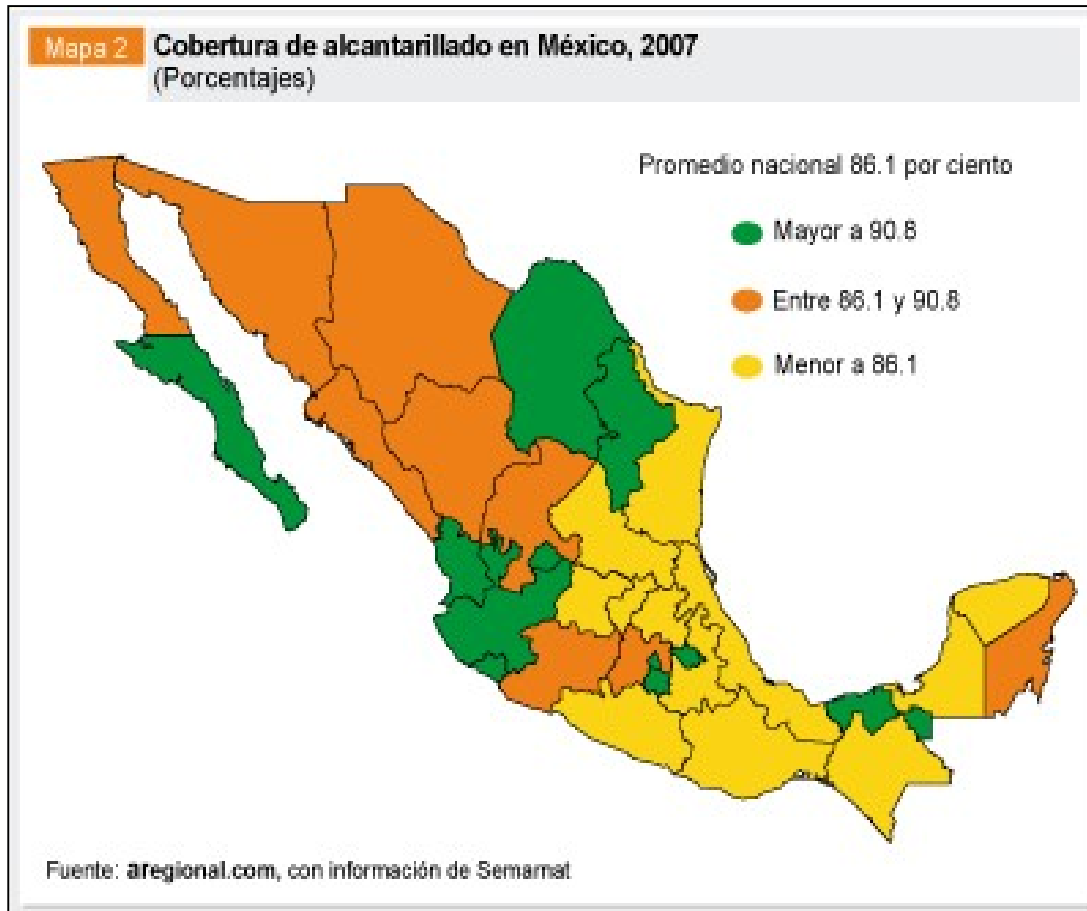 Mapa 2
Cobertura de alcantarillado en México, 2007
(Porcentajes)
Promedio nacional 86.1 por ciento
Mayor a 90.8
Entre 86.1 y 90.8
Menor a 86.1
Fuente: aregional.com, con información de Semarnat